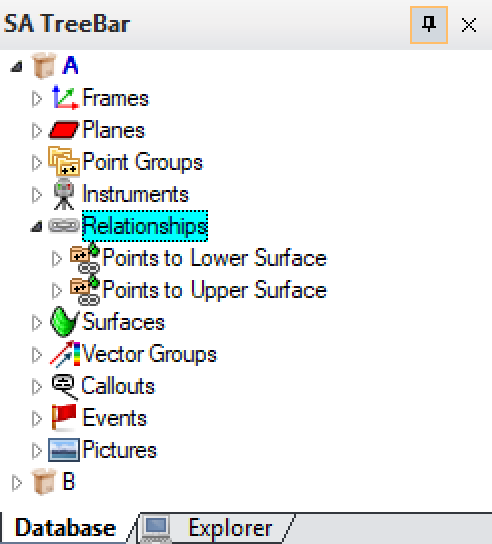 SA TreeBar
A
Frames
Planes
Point Groups
Instruments
Relationships
Points to Lower Surface
Points to Upper Surface
Surfaces
Vector Groups
Callouts
Events
Pictures
B
Database Explorer